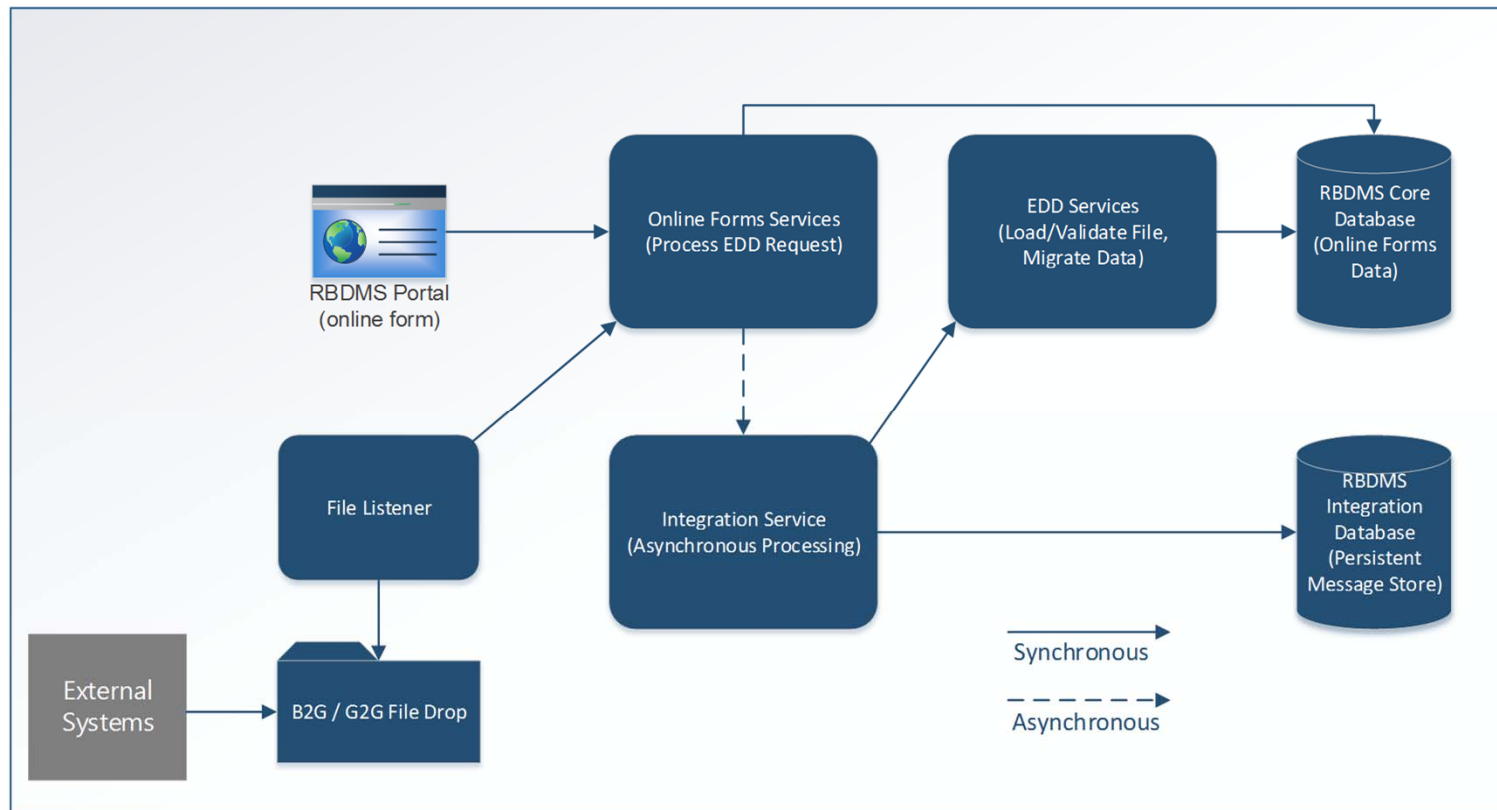 RBDMS Portal
(online form)
Online Forms Services
(Process EDD Request)
EDD Services
(Load/Validate File,
Migrate Data)
RBDMS Core
Database
(Online Forms
Data)
File Listener
Integration Service
(Asynchronous Processing)
RBDMS
Integration
Database
(Persistent
Message Store)
External
Systems
B2G / G2G File Drop
Synchronous
Asynchronous